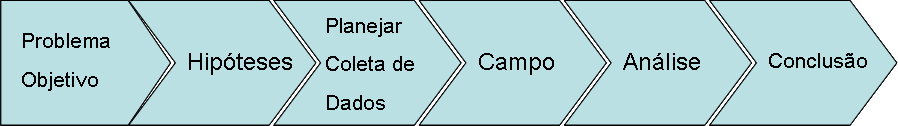 Problema
Objetivo
Hipóteses
Planejar
Coleta de
Dados
Campo
Análise
Conclusão